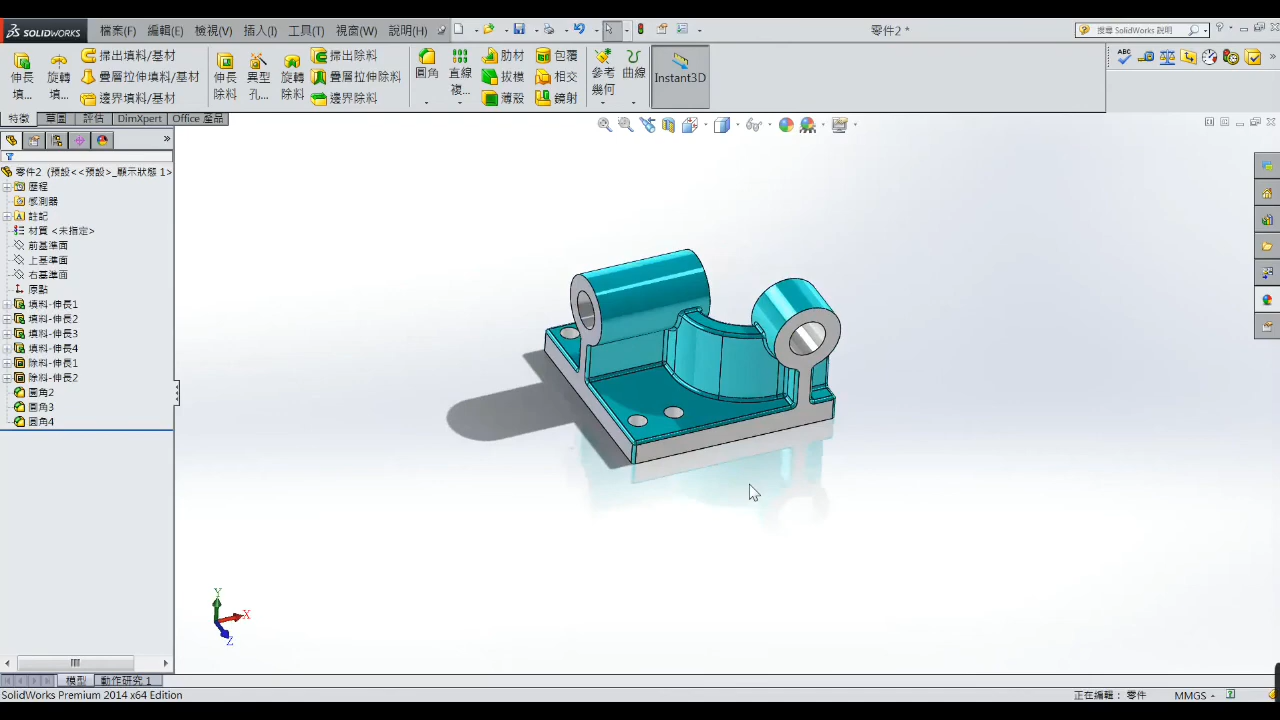 SOLIDWORKS 檔案(F) 編輯(E) 檢視(V) 插入(I) 工具(T) 視窗(W) 說明(U) 零件2 * 搜尋 SolidWorks 說明
伸長填... 旋轉填... 掃出填料/基材 疊層拉伸填料/基材 邊界填料/基材
伸長除料 異型孔... 旋轉除料 掃出除料 疊層拉伸除料 邊界除料
圓角 直線複... 肋材 拔模 薄殼 包覆 相交 鏡射
參考幾何 曲線 Instant3D
ABC
特徵 草圖 評估 DimXpert Office 產品
零件2 (預設<<預設>_顯示狀態 1>)
歷程
感測器
註記
材質 <未指定>
前基準面
上基準面
右基準面
原點
填料-伸長1
填料-伸長2
填料-伸長3
填料-伸長4
除料-伸長1
除料-伸長2
圓角2
圓角3
圓角4
Y
X
Z
模型 動作研究 1
SolidWorks Premium 2014 x64 Edition 正在編輯: 零件 MMGS